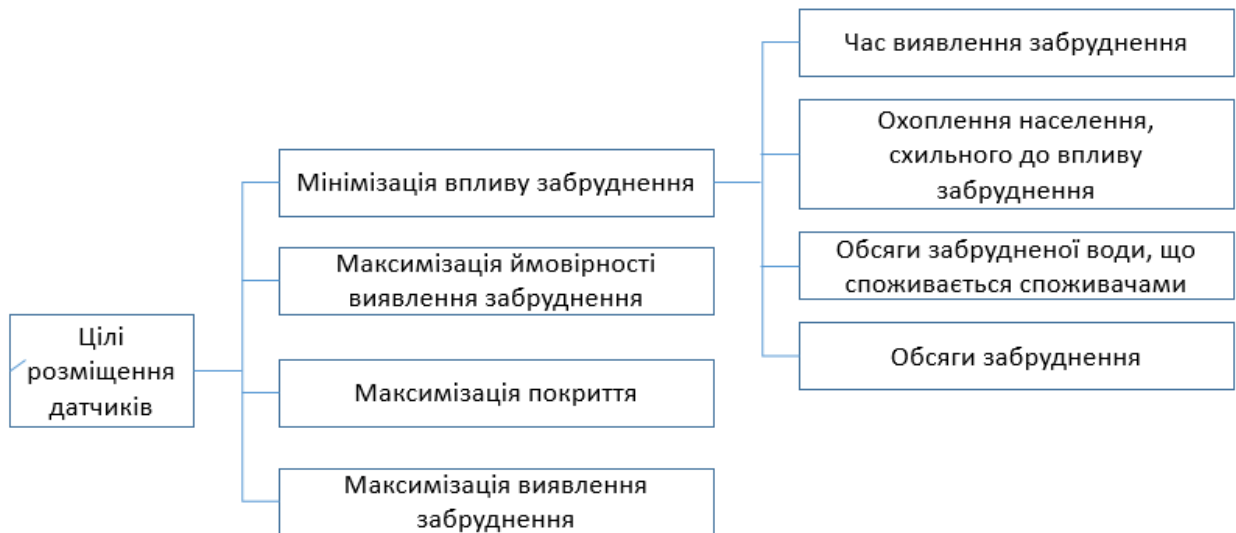 Цілі
розміщення
датчиків
Мінімізація впливу забруднення
Максимізація ймовірності
виявлення забруднення
Максимізація покриття
Максимізація виявлення
забруднення
Час виявлення забруднення
Охоплення населення,
схильного до впливу
забруднення
Обсяги забрудненої води, що
споживається споживачами
Обсяги забруднення